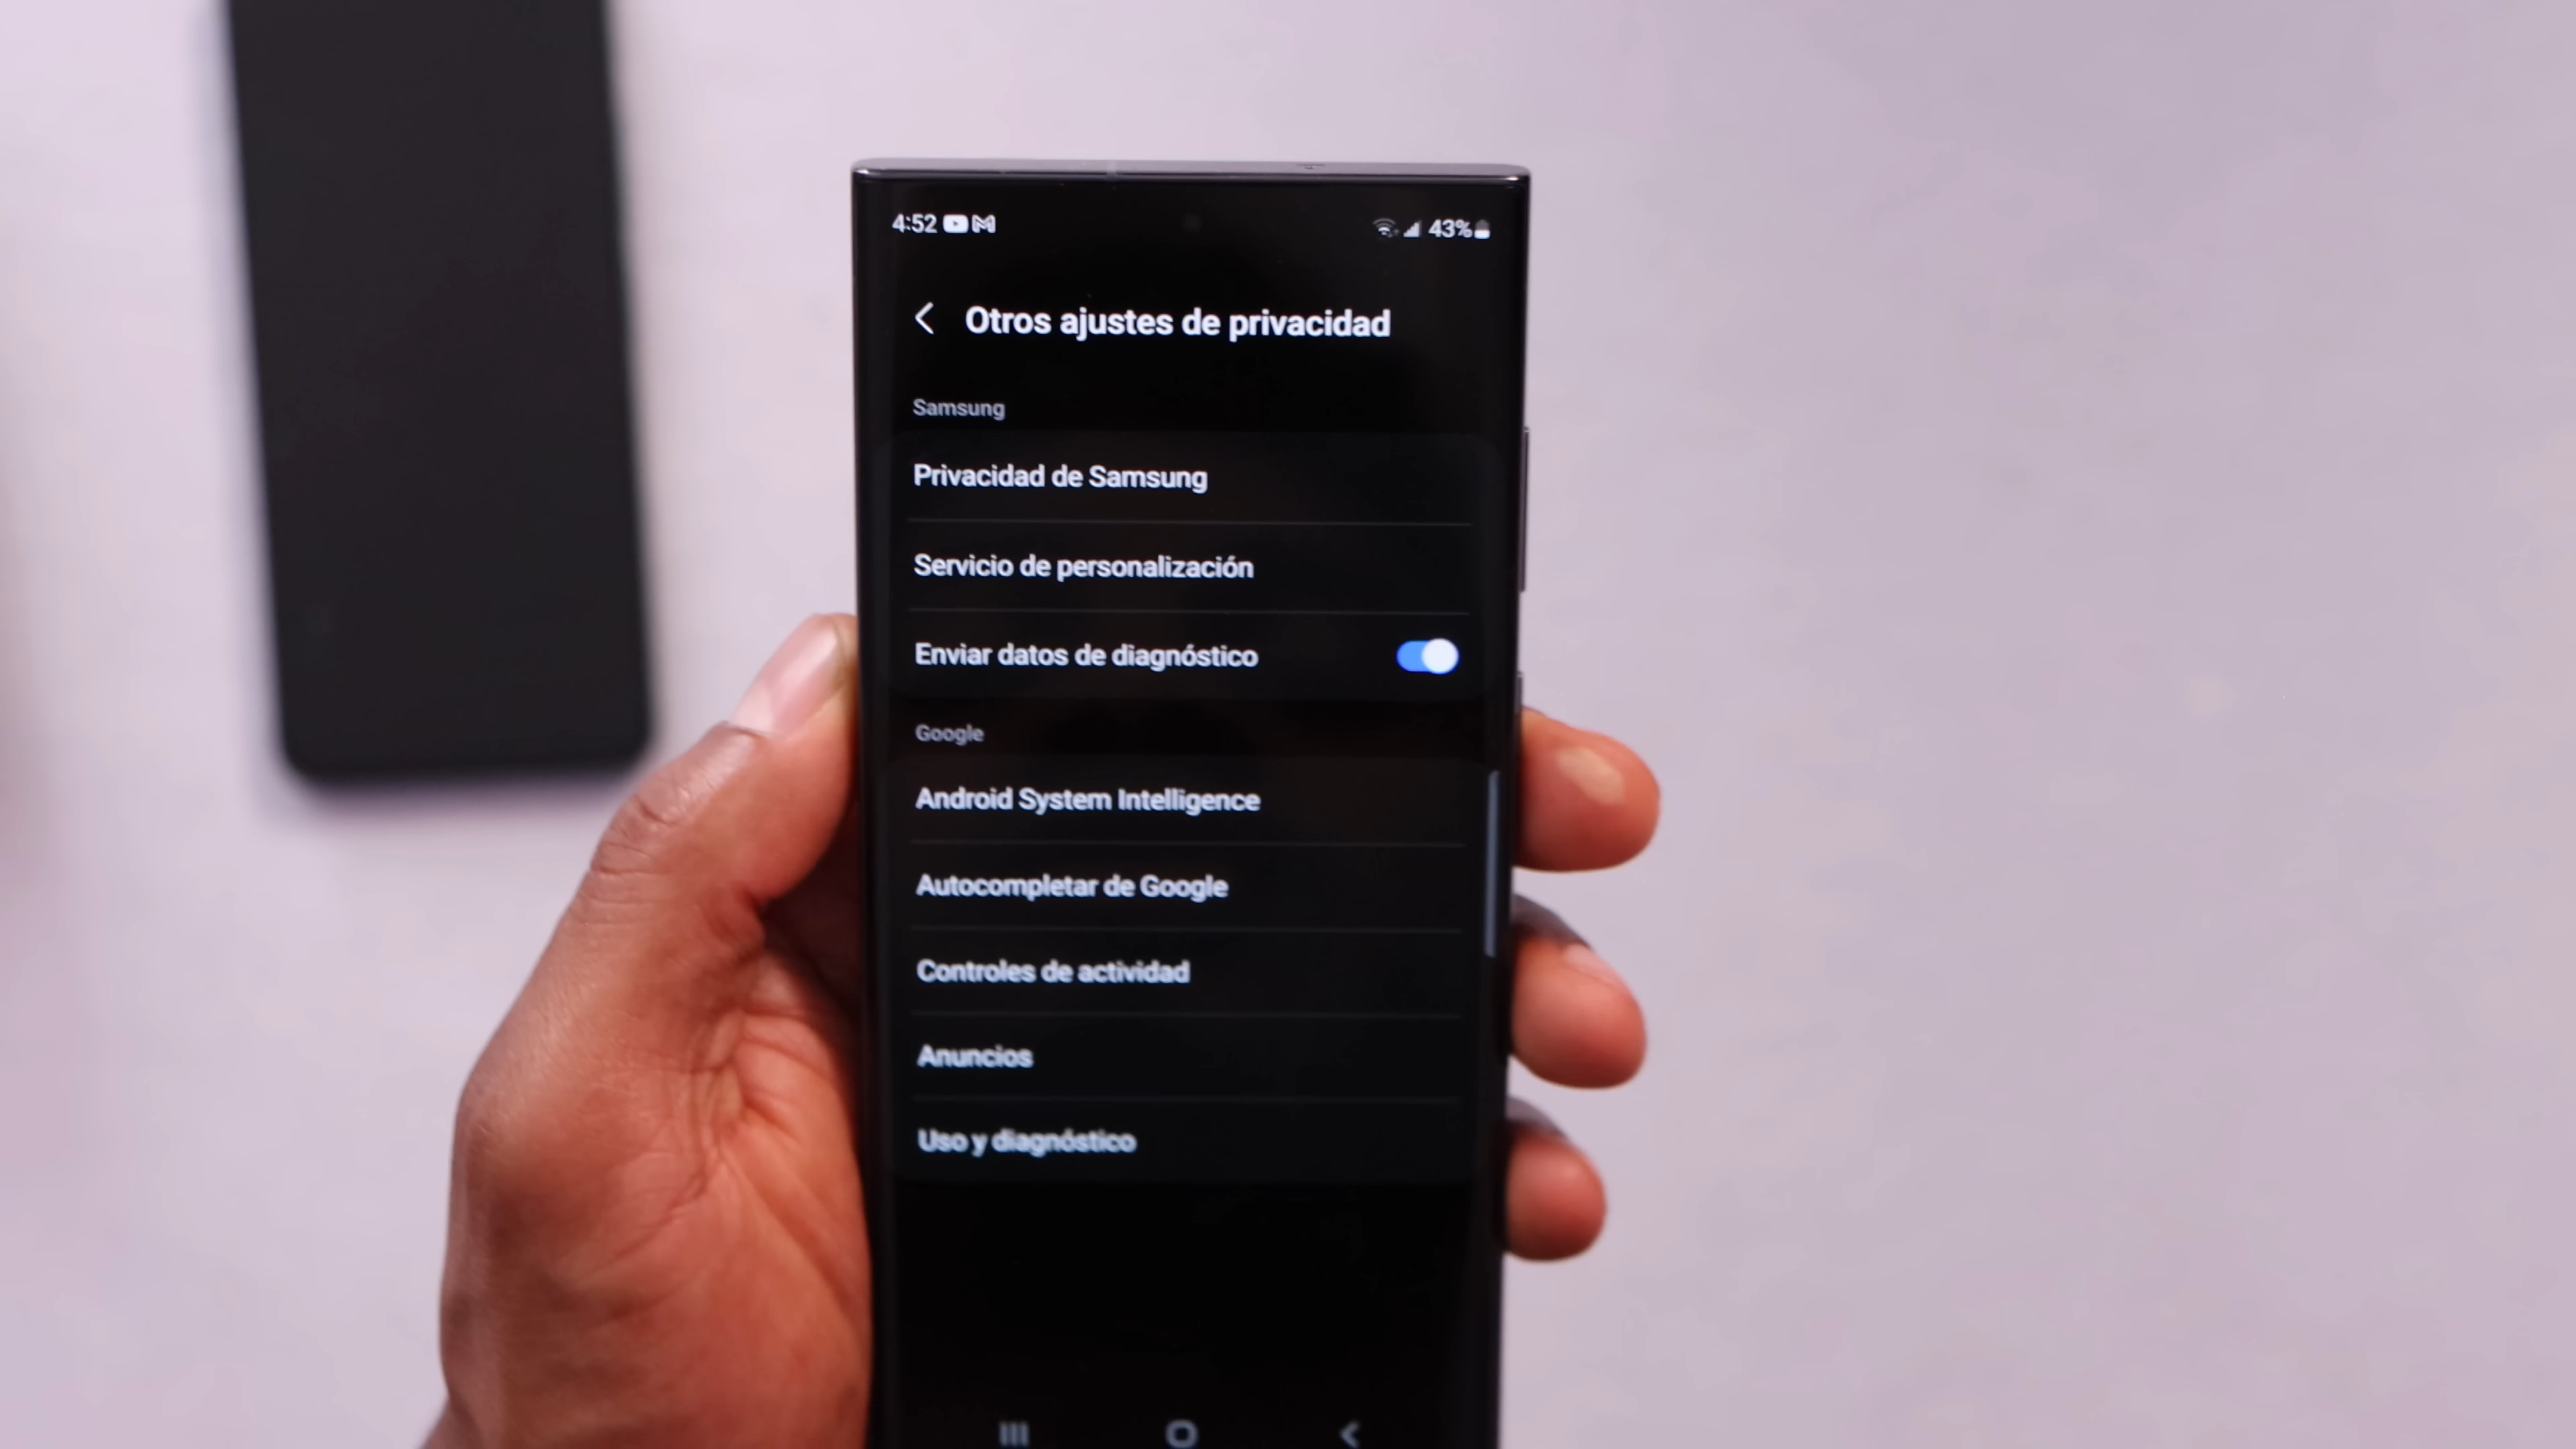 4:52
43%
Otros ajustes de privacidad
Samsung
Privacidad de Samsung
Servicio de personalización
Enviar datos de diagnóstico
Google
Android System Intelligence
Autocompletar de Google
Controles de actividad
Anuncios
Uso y diagnóstico